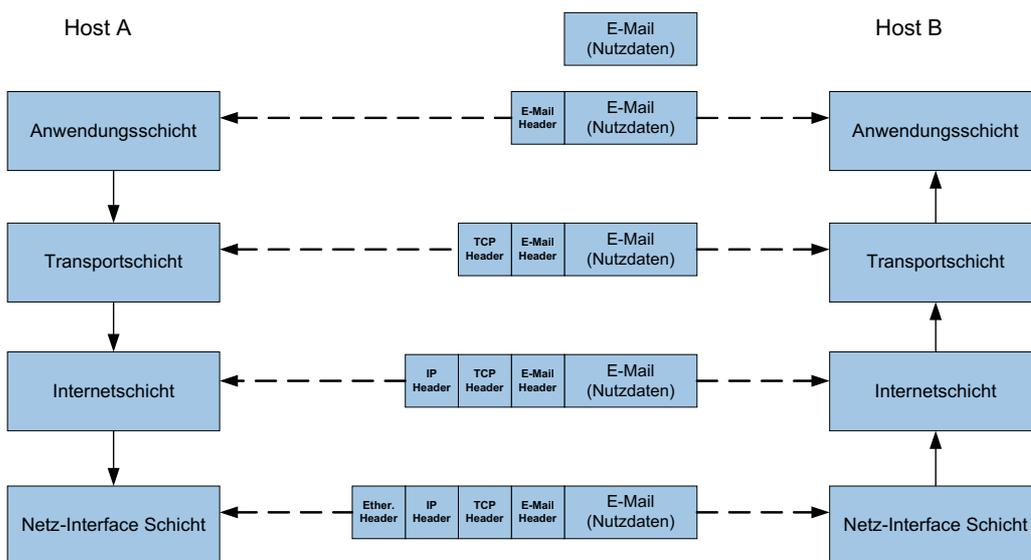 Host A
E-Mail
(Nutzdaten)
Host B
Anwendungsschicht
E-Mail
Header
E-Mail
(Nutzdaten)
Anwendungsschicht
Transportschicht
TCP
Header
E-Mail
Header
E-Mail
(Nutzdaten)
Transportschicht
Internetschicht
IP
Header
TCP
Header
E-Mail
Header
E-Mail
(Nutzdaten)
Internetschicht
Netz-Interface Schicht
Ether.
Header
IP
Header
TCP
Header
E-Mail
Header
E-Mail
(Nutzdaten)
Netz-Interface Schicht